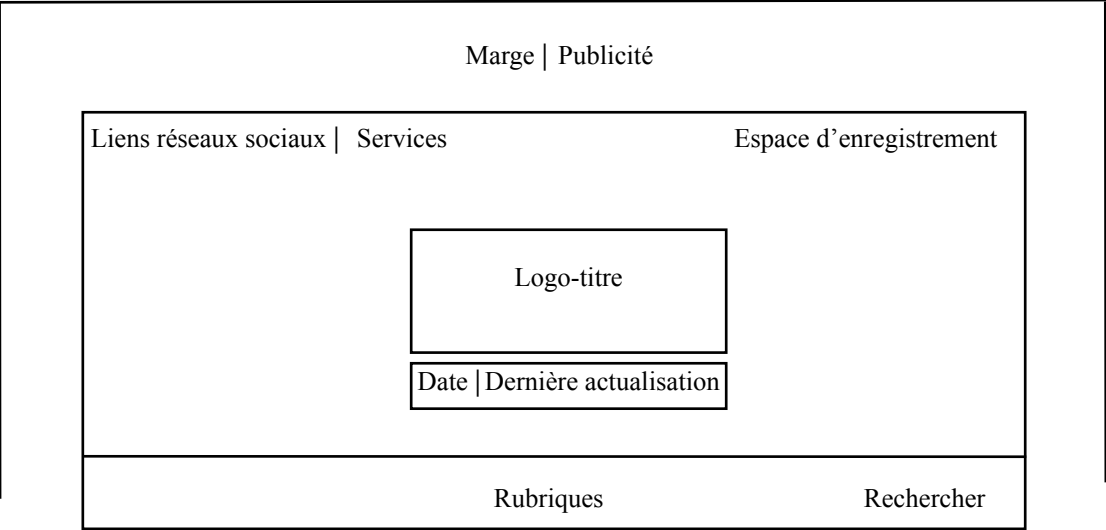 Marge | Publicité
Liens réseaux sociaux | Services Espace d’enregistrement
Logo-titre
Date | Dernière actualisation
Rubriques Rechercher